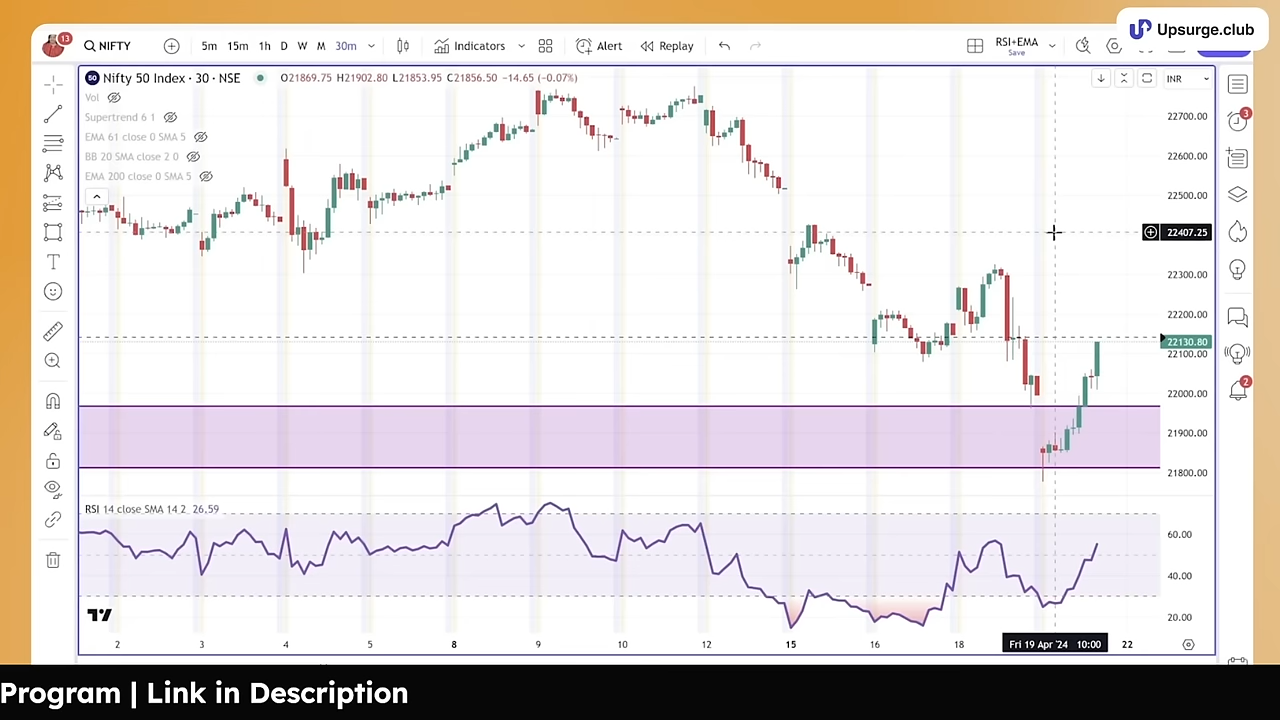 Upsurge.club
13
NIFTY
5m 15m 1h D W M 30m
Indicators
Alert
Replay
RSI+EMA
Save
50 Nifty 50 Index · 30 · NSE
O21869.75 H21902.80 L21853.95 C21856.50 −14.65 (−0.07%)
INR
Vol
Supertrend 6 1
EMA 61 close 0 SMA 5
BB 20 SMA close 2 0
EMA 200 close 0 SMA 5
22700.00
22600.00
22500.00
22407.25
22300.00
22200.00
22130.80
22100.00
22000.00
21900.00
21800.00
3
2
RSI 14 close SMA 14 2 26.59
60.00
40.00
20.00
2 3 4 5 8 9 10 12 15 16 18 Fri 19 Apr '24 10:00 22
Program | Link in Description